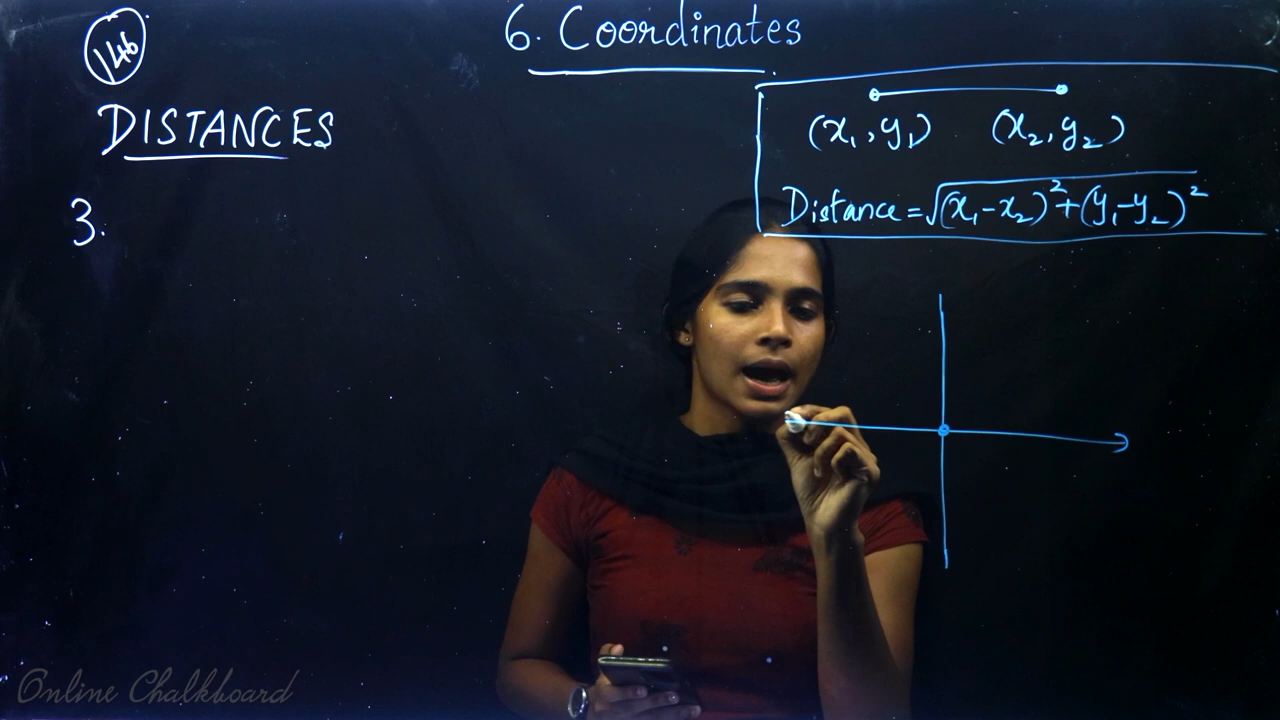 6. Coordinates
146
DISTANCES
(x₁, y₁) (x₂, y₂)
Distance = √(x₁-x₂)² + (y₁-y₂)²
3.
Online Chalkboard